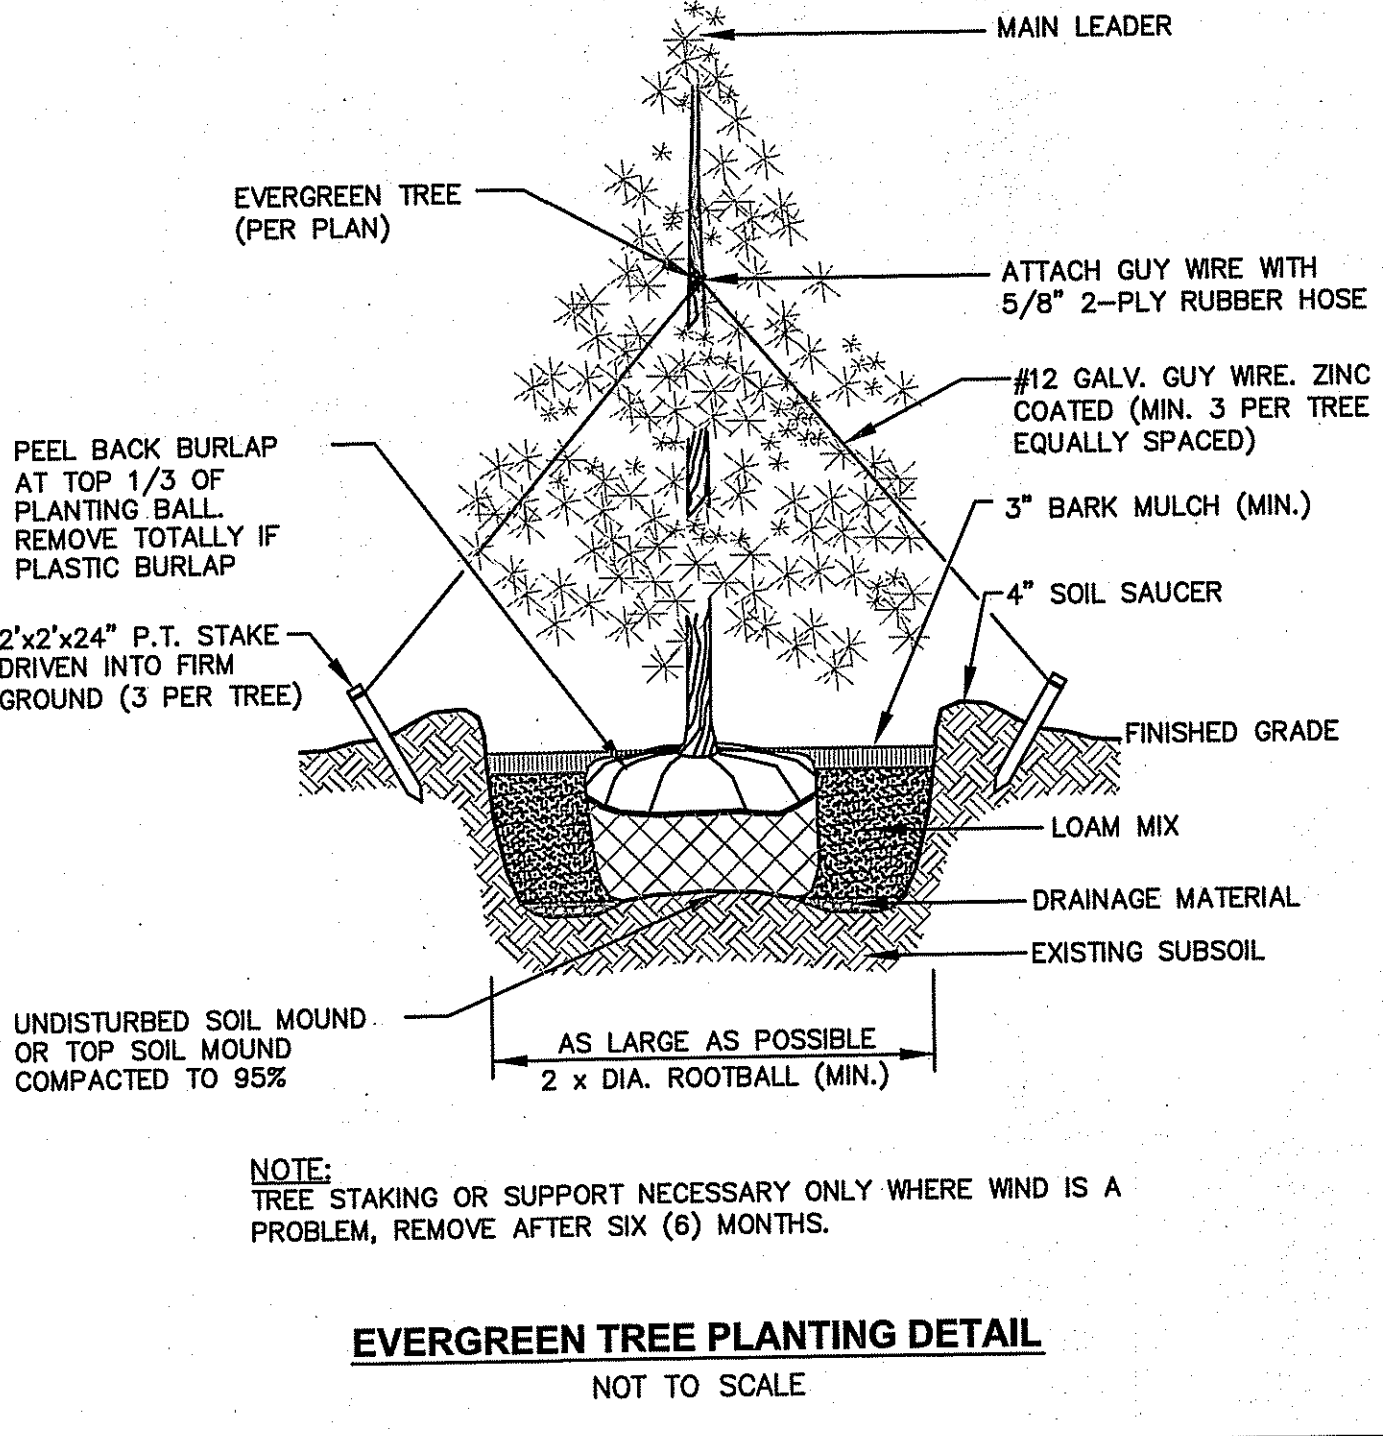 MAIN LEADER
EVERGREEN TREE
(PER PLAN)
ATTACH GUY WIRE WITH
5/8" 2-PLY RUBBER HOSE
#12 GALV. GUY WIRE. ZINC
COATED (MIN. 3 PER TREE
EQUALLY SPACED)
PEEL BACK BURLAP
AT TOP 1/3 OF
PLANTING BALL.
REMOVE TOTALLY IF
PLASTIC BURLAP
3" BARK MULCH (MIN.)
4" SOIL SAUCER
2'x2'x24" P.T. STAKE
DRIVEN INTO FIRM
GROUND (3 PER TREE)
FINISHED GRADE
LOAM MIX
DRAINAGE MATERIAL
EXISTING SUBSOIL
UNDISTURBED SOIL MOUND
OR TOP SOIL MOUND
COMPACTED TO 95%
AS LARGE AS POSSIBLE
2 x DIA. ROOTBALL (MIN.)
NOTE:
TREE STAKING OR SUPPORT NECESSARY ONLY WHERE WIND IS A
PROBLEM, REMOVE AFTER SIX (6) MONTHS.
EVERGREEN TREE PLANTING DETAIL
NOT TO SCALE